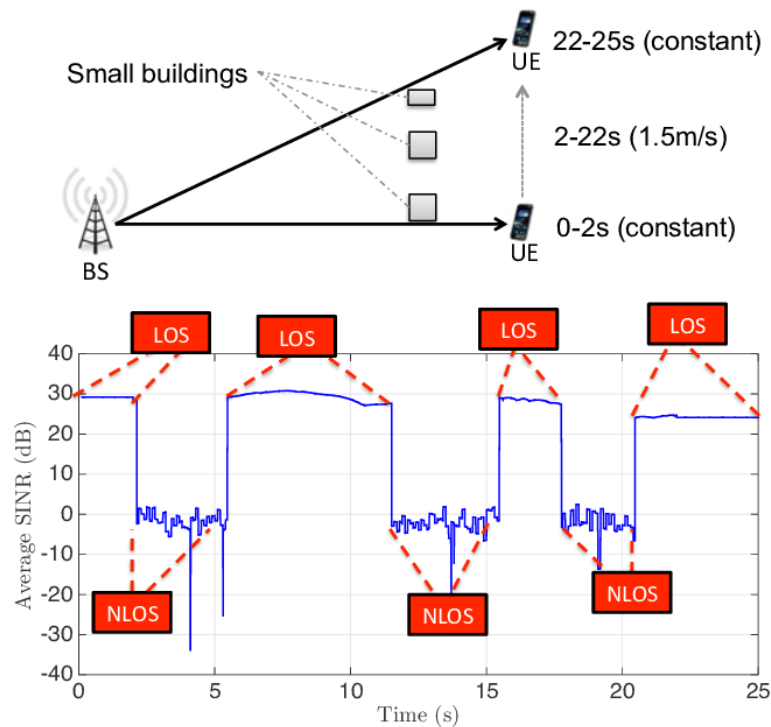 22-25s (constant)
UE
Small buildings
2-22s (1.5m/s)
0-2s (constant)
BS
UE
LOS
LOS
LOS
LOS
40
30
20
10
0
-10
-20
-30
-40
Average SINR (dB)
NLOS
NLOS
NLOS
0
5
10
15
20
25
Time (s)